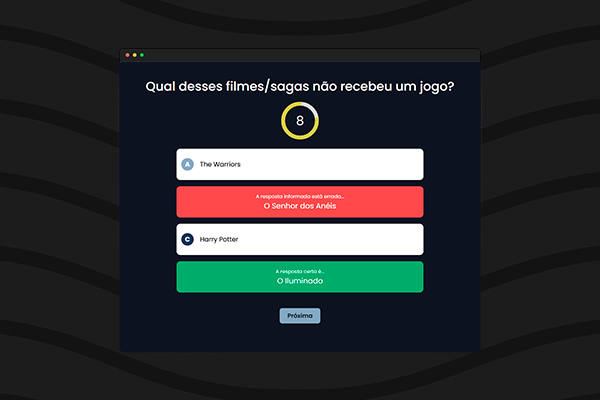 Qual desses filmes/sagas não recebeu um jogo?
8
A The Warriors
A resposta informada está errada...
O Senhor dos Anéis
C Harry Potter
A resposta certa é...
O Iluminado
Próxima